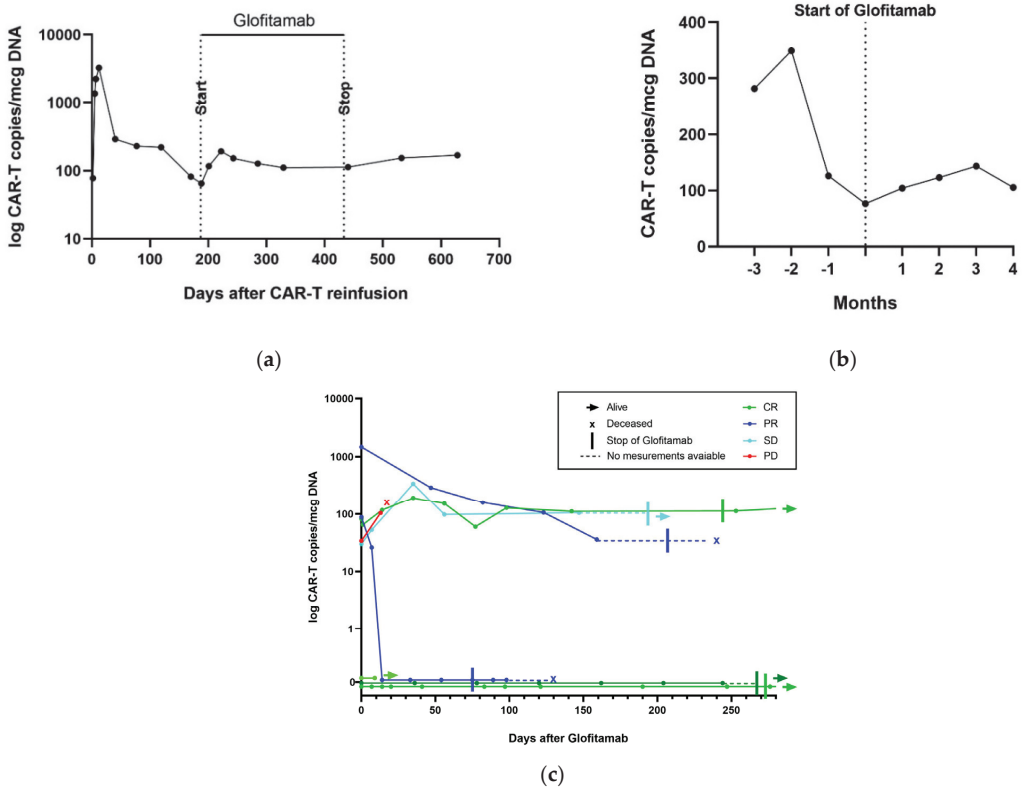 Glofitamab
log CAR-T copies/mcg DNA
10000
1000
100
10
Start
Stop
0 100 200 300 400 500 600 700
Days after CAR-T reinfusion
(a)
Start of Glofitamab
CAR-T copies/mcg DNA
400
300
200
100
0
-3 -2 -1 1 2 3 4
Months
(b)
log CAR-T copies/mcg DNA
10000
1000
100
10
1
0
Alive
x Deceased
Stop of Glofitamab
No mesurements avaiable
CR
PR
SD
PD
x
x
x
0 50 100 150 200 250
Days after Glofitamab
(c)